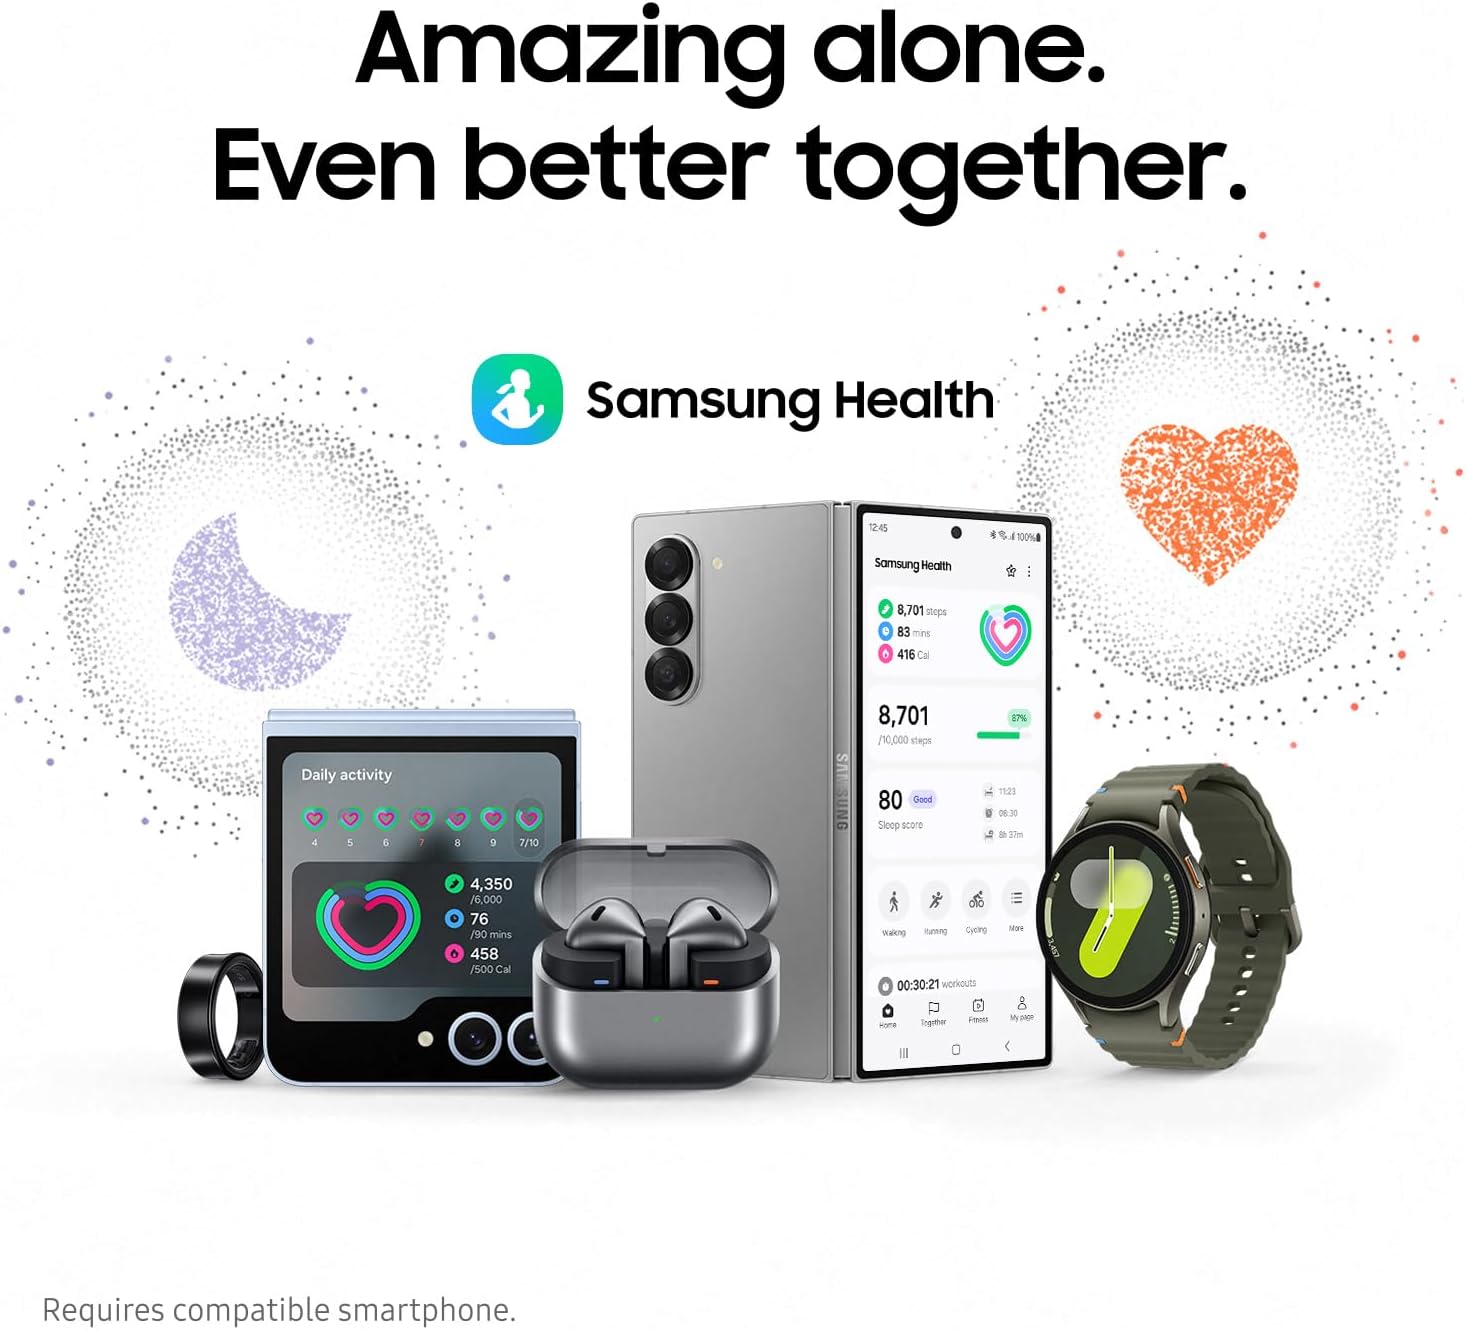 Amazing alone.
Even better together.
Samsung Health
12:45
100%
Samsung Health
8,701 steps
83 mins
416 Cal
8,701
/10,000 steps
87%
80 Good
Sleep score
11:23
06:30
8h 37m
Walking
Running
Cycling
More
00:30:21 workouts
Home
Together
Fitness
My page
SAMSUNG
Daily activity
4 5 6 7 8 9 7/10
4,350
/6,000
76
/90 mins
458
/500 Cal
3,457
Requires compatible smartphone.